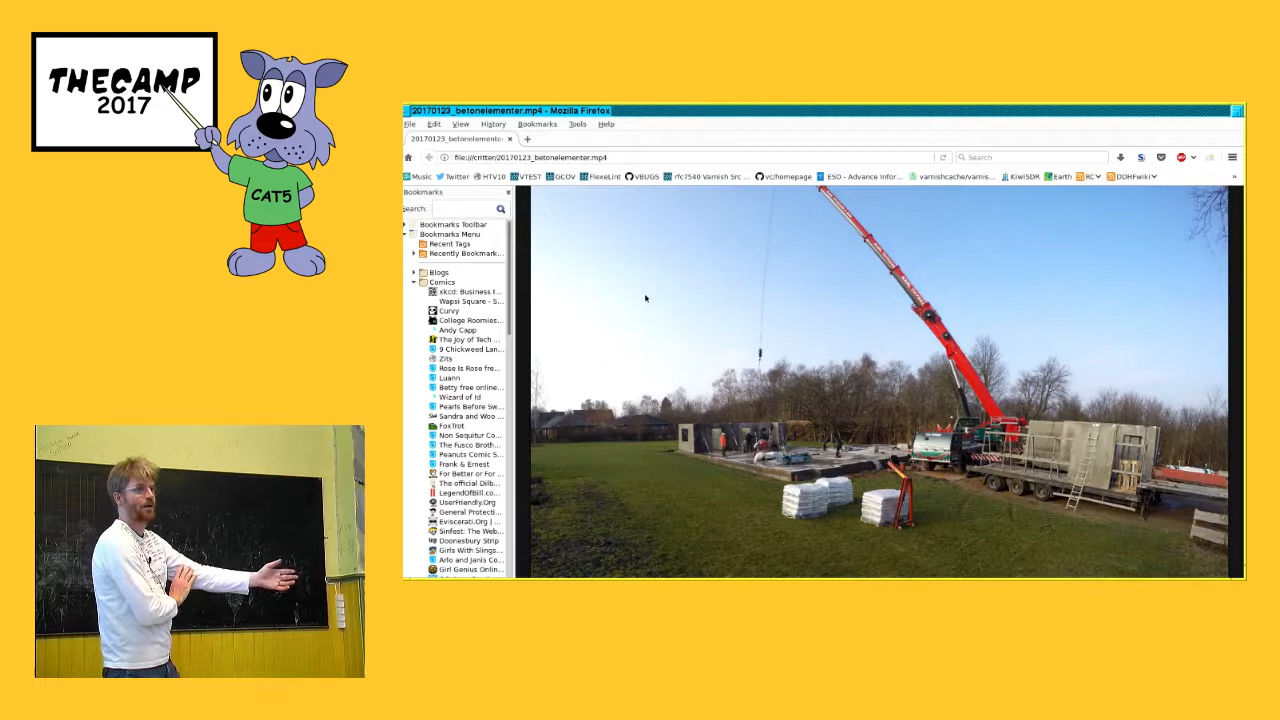 THECAMP
2017
CAT5
20170123_betonelementer.mp4 - Mozilla Firefox
File Edit View History Bookmarks Tools Help
20170123_betonelemente:
file:///critter/20170123_betonelementer.mp4
Search
Music Twitter HTV10 VTEST GCOV FlexeLint VBUGS rfc7540 Varnish Src ... vc/homepage ESO – Advance Infor... varnishcache/varnis... KiwiSDR Earth RC DDHFwiki
Bookmarks
Search:
Bookmarks Toolbar
Bookmarks Menu
Recent Tags
Recently Bookmark...
Blogs
Comics
xkcd: Business I...
Wapsi Square - S...
Curvy
College Roomies...
Andy Capp
The Joy of Tech ...
9 Chickweed Lan...
Zits
Rose Is Rose fre...
Luann
Betty free online...
Wizard of Id
Pearls Before Sw...
Sandra and Woo ...
FoxTrot
Non Sequitur Co...
The Fusco Broth...
Peanuts Comic S...
Frank & Ernest
For Better or For ...
The official Dilb...
LegendOfBill.co...
UserFriendly.Org
General Protecti...
Eviscerati.Org |...
Sinfest: The Web...
Doonesbury Strip
Girls With Slings...
Arlo and Janis Co...
Girl Genius Onlin...